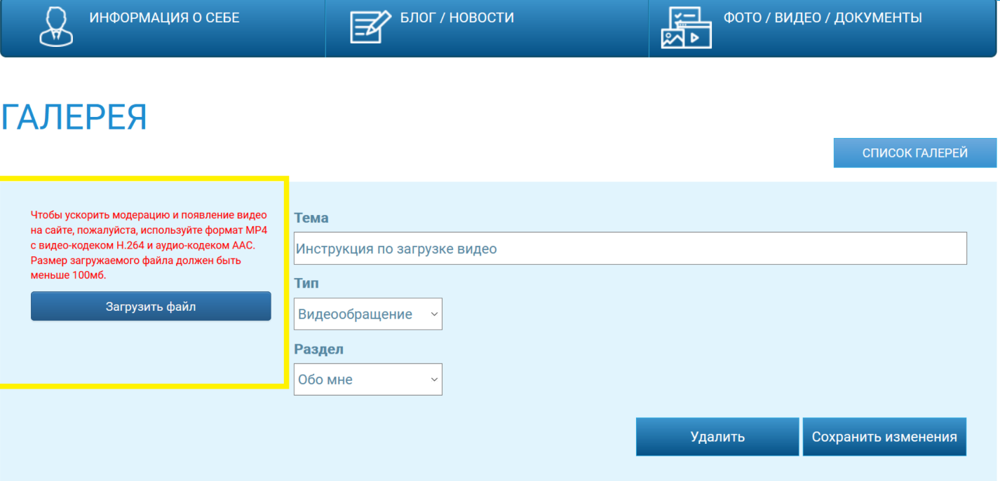 ИНФОРМАЦИЯ О СЕБЕ
БЛОГ / НОВОСТИ
ФОТО / ВИДЕО / ДОКУМЕНТЫ
ГАЛЕРЕЯ
СПИСОК ГАЛЕРЕЙ
Чтобы ускорить модерацию и появление видео
на сайте, пожалуйста, используйте формат MP4
с видео-кодеком H.264 и аудио-кодеком AAC.
Размер загружаемого файла должен быть
меньше 100мб.
Загрузить файл
Тема
Инструкция по загрузке видео
Тип
Видеообращение
Раздел
Обо мне
Удалить
Сохранить изменения